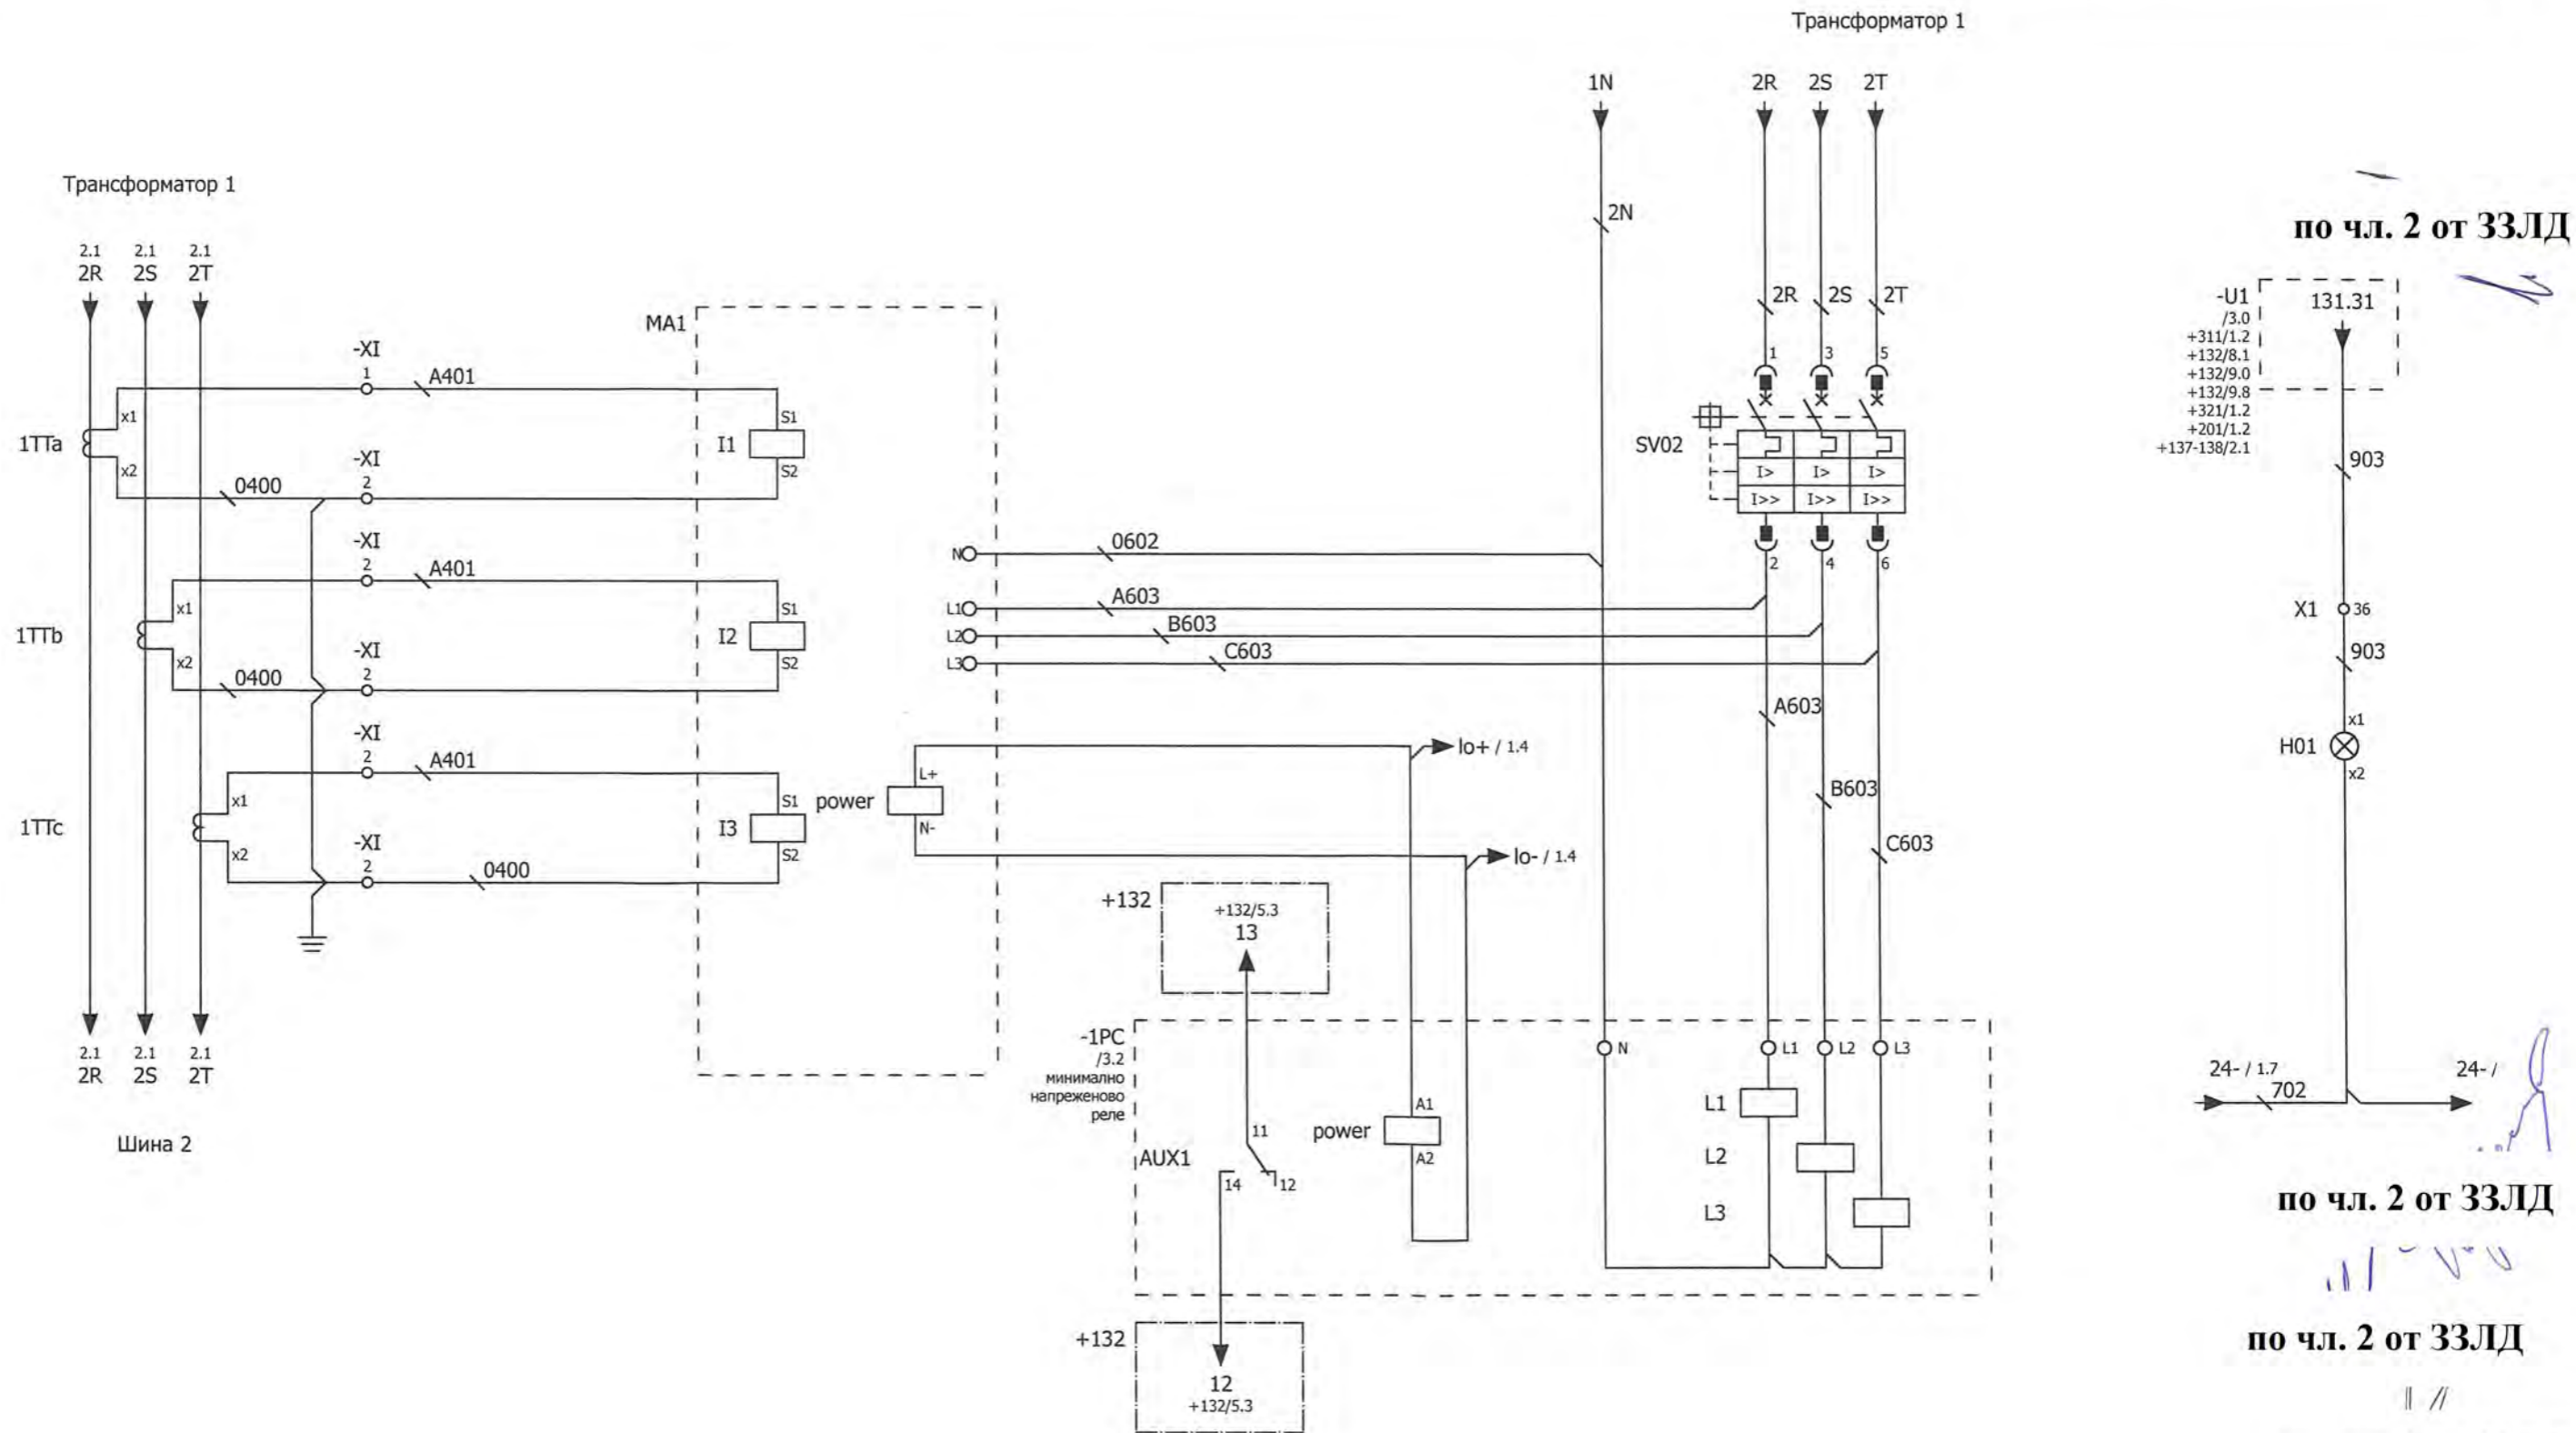 Трансформатор 1
1N 2R 2S 2T
2N
Трансформатор 1
по чл. 2 от ЗЗЛД
2.1 2.1 2.1
2R 2S 2T
2R 2S 2T
-U1 131.31
/3.0
+311/1.2
+132/8.1
+132/9.0
+132/9.8
+321/1.2
+201/1.2
+137-138/2.1
MA1
-XI
1
A401
1 3 5
x1
S1
1TTa
I1
x2
S2
-XI
2
0400
SV02
I> I> I>
I>> I>> I>>
903
-XI
2
A401
N
0602
2 4 6
x1
S1
L1
A603
X1 36
1TTb
I2
L2
B603
x2
S2
L3
C603
903
-XI
2
0400
A603
-XI
2
A401
lo+ / 1.4
x1
H01
x2
L+
x1
S1
power
B603
1TTc
I3
N-
x2
S2
C603
-XI
2
0400
lo- / 1.4
+132
+132/5.3
13
2.1 2.1 2.1
2R 2S 2T
-1PC
/3.2
минимално
напреженово
реле
N L1 L2 L3
24- / 1.7
702
24- /
Шина 2
A1
L1
11
power
AUX1
A2
L2
14 12
L3
по чл. 2 от ЗЗЛД
+132
12
+132/5.3
по чл. 2 от ЗЗЛД